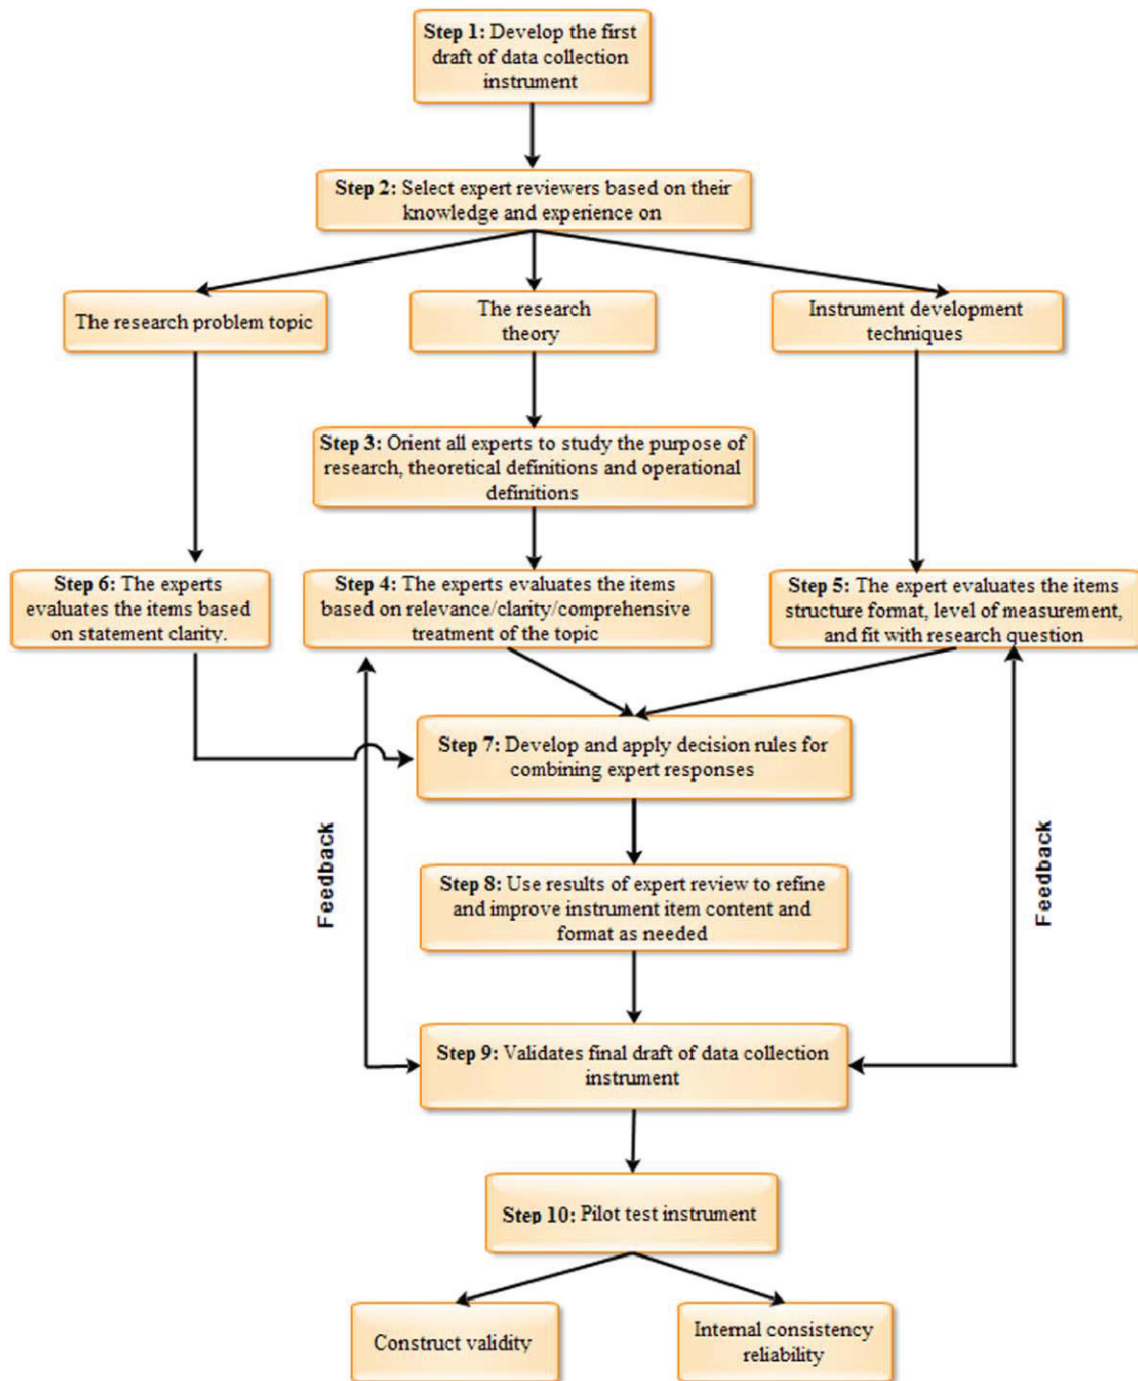 Step 1: Develop the first
draft of data collection
instrument
Step 2: Select expert reviewers based on their
knowledge and experience on
The research problem topic
The research
theory
Instrument development
techniques
Step 3: Orient all experts to study the purpose of
research, theoretical definitions and operational
definitions
Step 6: The experts
evaluates the items based
on statement clarity.
Step 4: The experts evaluates the items
based on relevance/clarity/comprehensive
treatment of the topic
Step 5: The expert evaluates the items
structure format, level of measurement,
and fit with research question
Step 7: Develop and apply decision rules for
combining expert responses
Feedback
Feedback
Step 8: Use results of expert review to refine
and improve instrument item content and
format as needed
Step 9: Validates final draft of data collection
instrument
Step 10: Pilot test instrument
Construct validity
Internal consistency
reliability